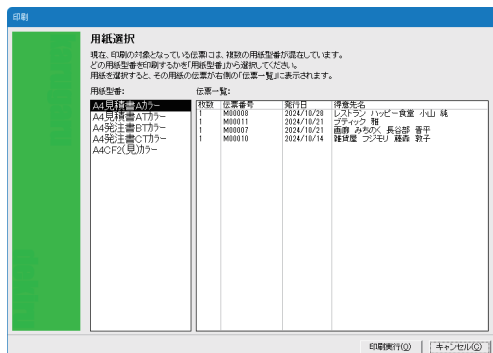 印刷
用紙選択
現在、印刷の対象となっている伝票には、複数の用紙型番が混在しています。
どの用紙型番を印刷するかを「用紙型番」から選択してください。
用紙を選択すると、その用紙の伝票が右側の「伝票一覧」に表示されます。
用紙型番: 伝票一覧:
A4見積書Aカラー
A4見積書ATカラー
A4発注書BTカラー
A4発注書CTカラー
A4CF2(見)カラー
枚数 伝票番号 発行日 得意先名
1 M00008 2024/10/28 レストラン ハッピー食堂 小山 純
1 M00011 2024/10/21 ブティック 雅
1 M00007 2024/10/21 画廊 みちのく 長谷部 晋平
1 M00010 2024/10/14 雑貨屋 フジモリ 藤森 敦子
印刷実行(O) キャンセル(C)